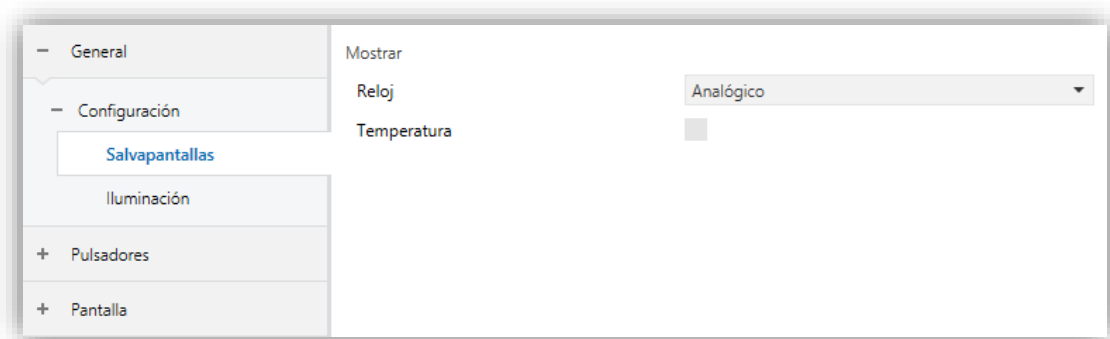 General
Configuración
Salvapantallas
Iluminación
Pulsadores
Pantalla
Mostrar
Reloj Analógico
Temperatura